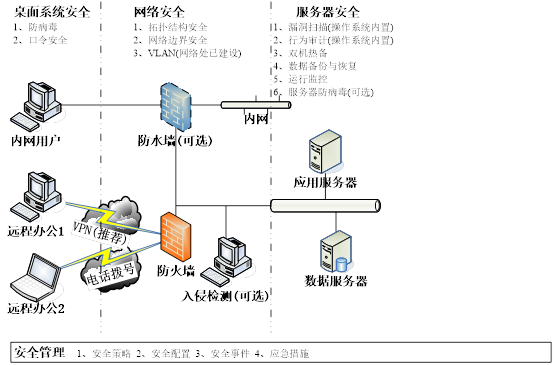 桌面系统安全
1、防病毒
2、口令安全
网络安全
1、拓扑结构安全
2、网络边界安全
3、VLAN(网络处已建设)
服务器安全
1、漏洞扫描(操作系统内置)
2、行为审计(操作系统内置)
3、双机热备
4、数据备份与恢复
5、运行监控
6、服务器防病毒(可选)
内网用户
防水墙(可选)
内网
应用服务器
远程办公1
VPN(推荐)
电话拨号
防火墙
入侵检测(可选)
数据服务器
远程办公2
安全管理 1、安全策略 2、安全配置 3、安全事件 4、应急措施